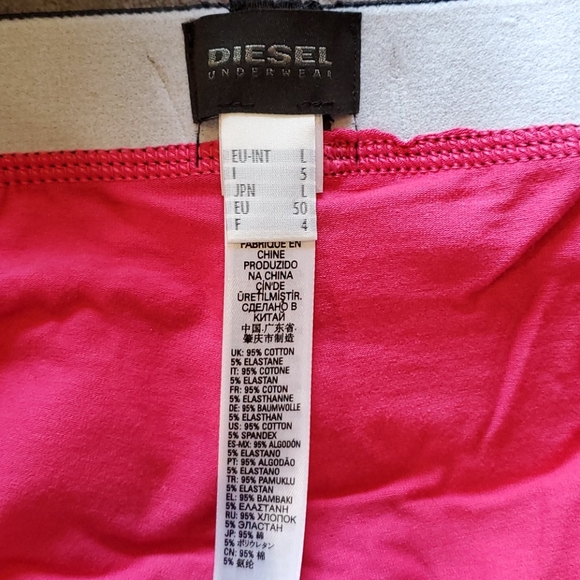 DIESEL
UNDERWEAR
EU-INT L
I 5
JPN L
EU 50
F 4
FABRIQUE EN
CHINE
PRODUZIDO
NA CHINA
ÇİN'DE
ÜRETİLMİŞTİR.
СДЕЛАНО В
КИТАЙ
中国.广东省.
肇庆市制造
UK: 95% COTTON
5% ELASTANE
IT: 95% COTONE
5% ELASTAN
FR: 95% COTON
5% ELASTHANNE
DE: 95% BAUMWOLLE
5% ELASTHAN
US: 95% COTTON
5% SPANDEX
ES-MX: 95% ALGODÓN
5% ELASTANO
PT: 95% ALGODÃO
5% ELASTANO
TR: 95% PAMUKLU
5% ELASTAN
EL: 95% ΒΑΜΒΑΚΙ
5% ΕΛΑΣΤΑΝΗ
RU: 95% ХЛОПОК
5% ЭЛАСТАН
JP: 95% 綿
5% ポリウレタン
CN: 95% 棉
5% 氨纶